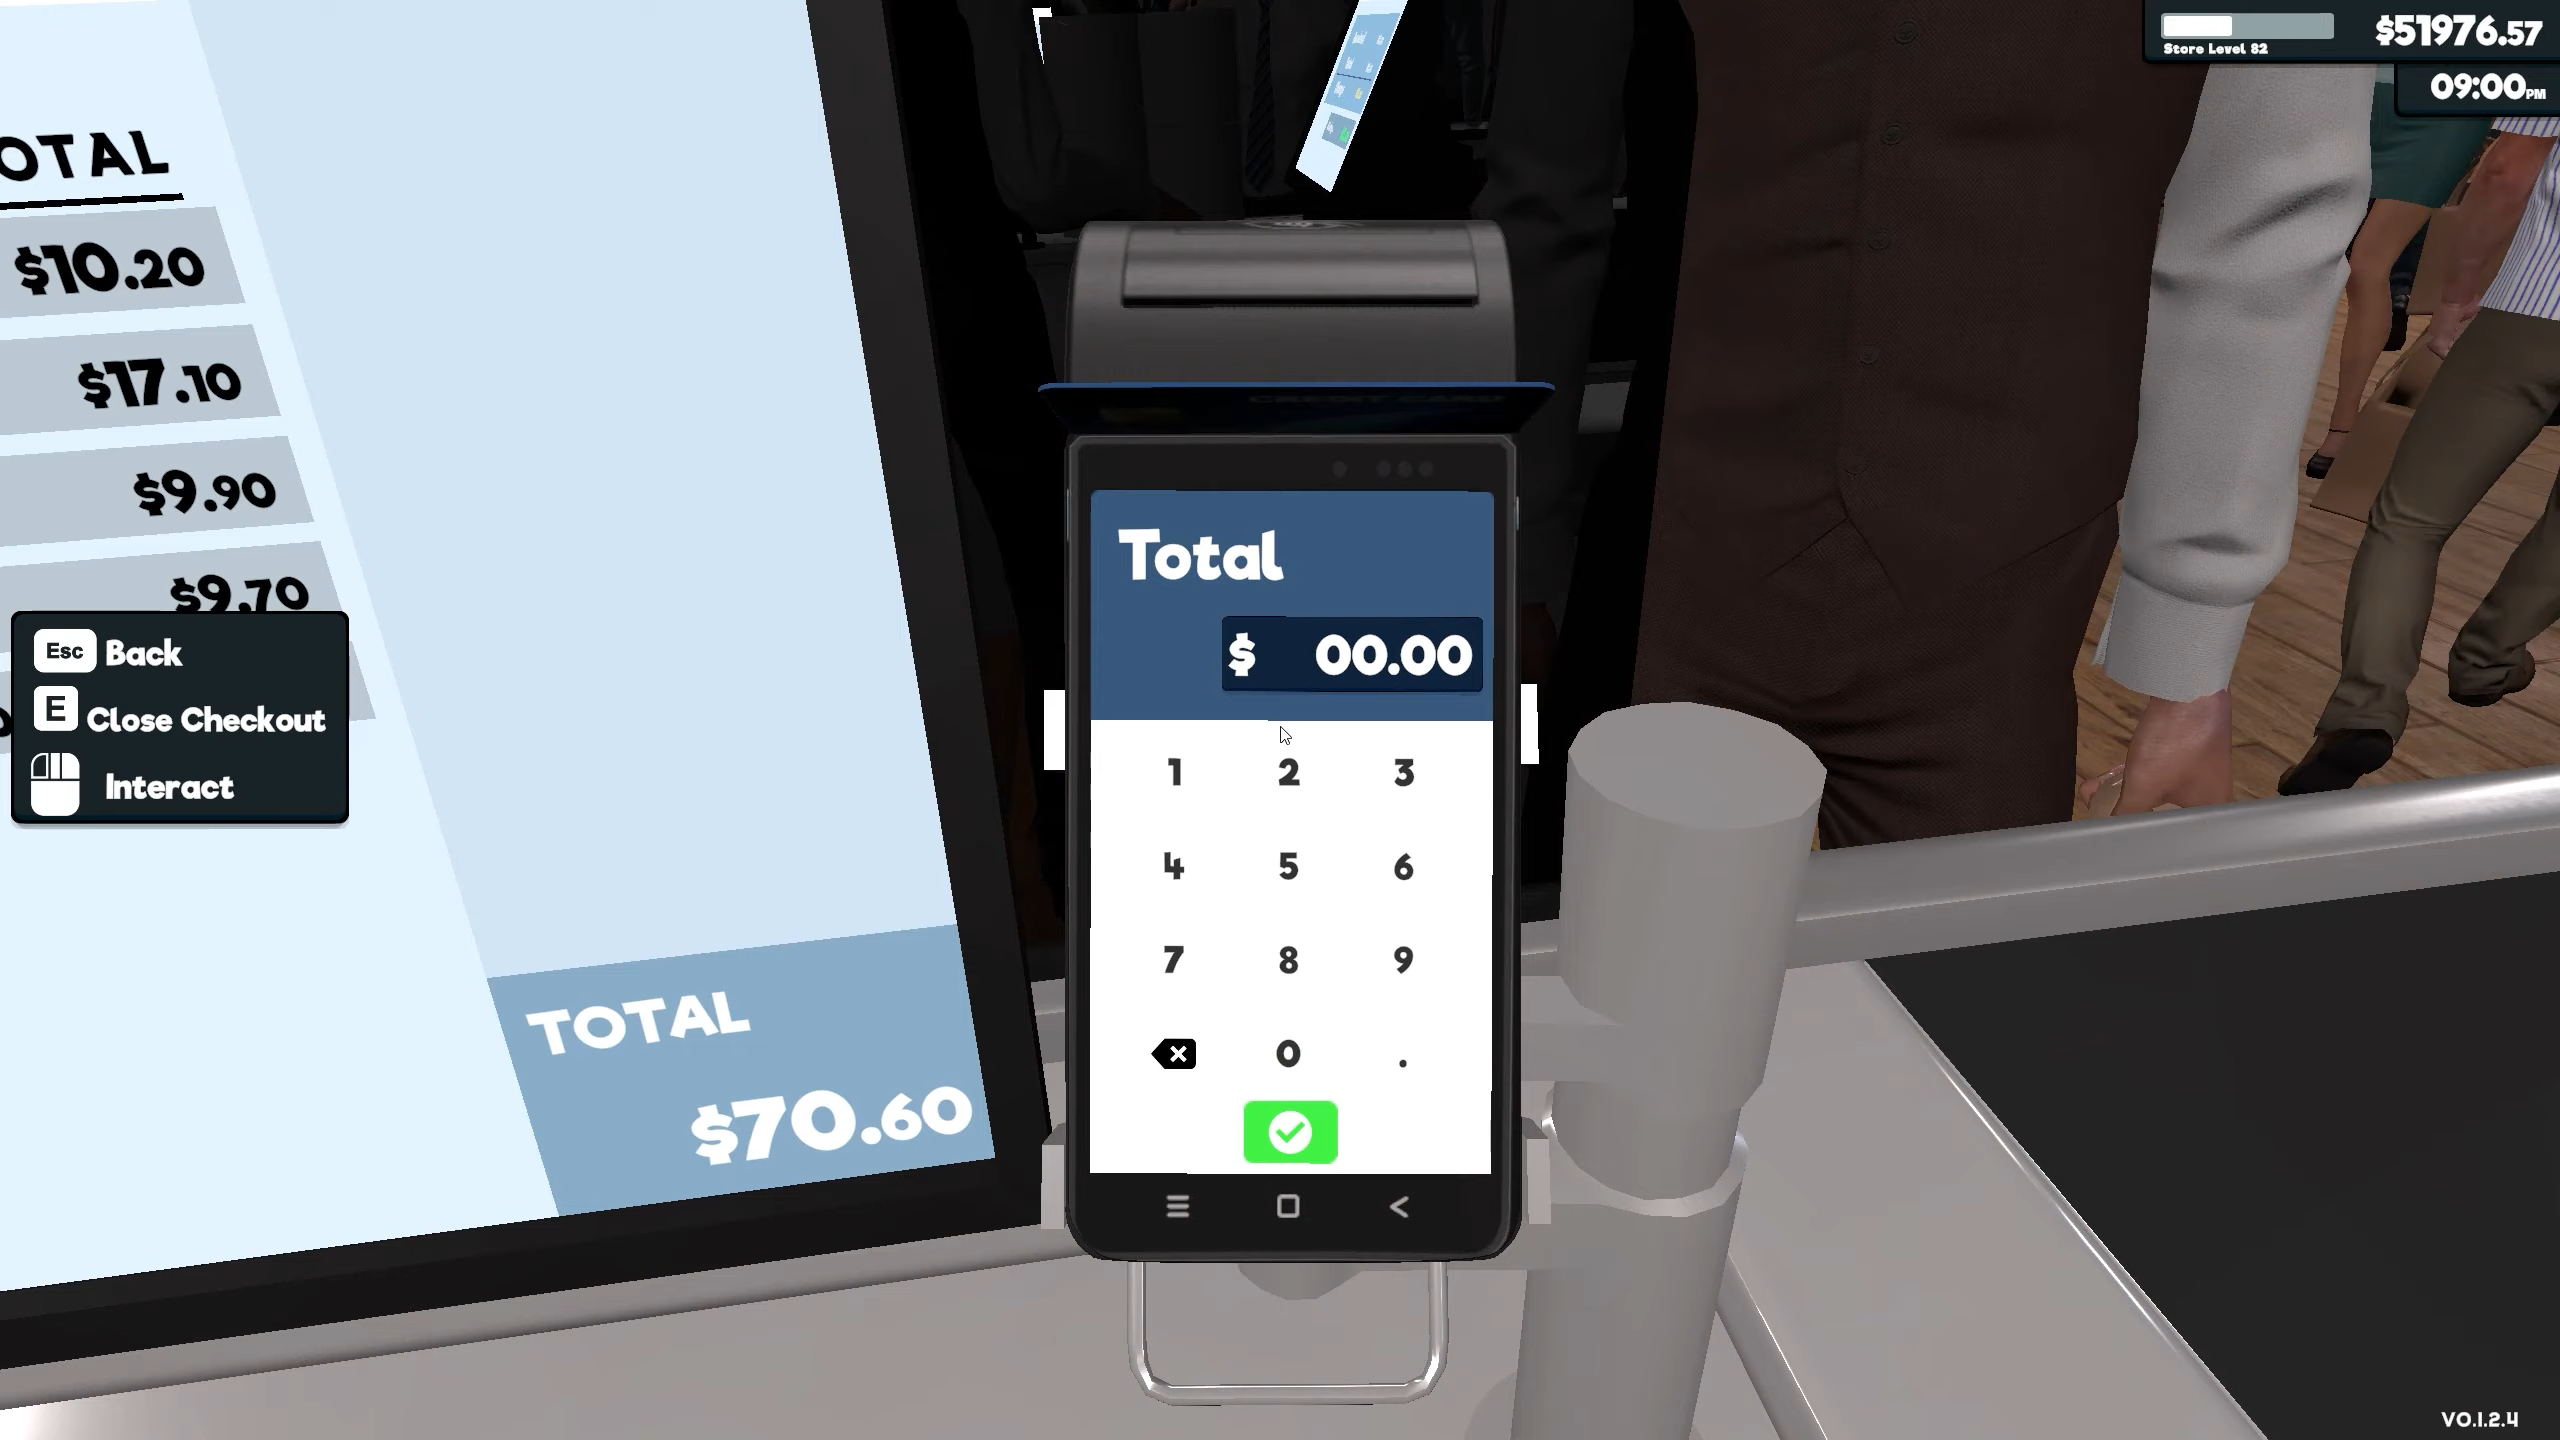 Store Level 82
$51976.57
09:00PM
OTAL
$10.20
$17.10
$9.90
$9.70
Esc Back
E Close Checkout
Interact
TOTAL
$70.60
CREDIT CARD
Total
$ 00.00
1 2 3
4 5 6
7 8 9
0 .
V0.1.2.4